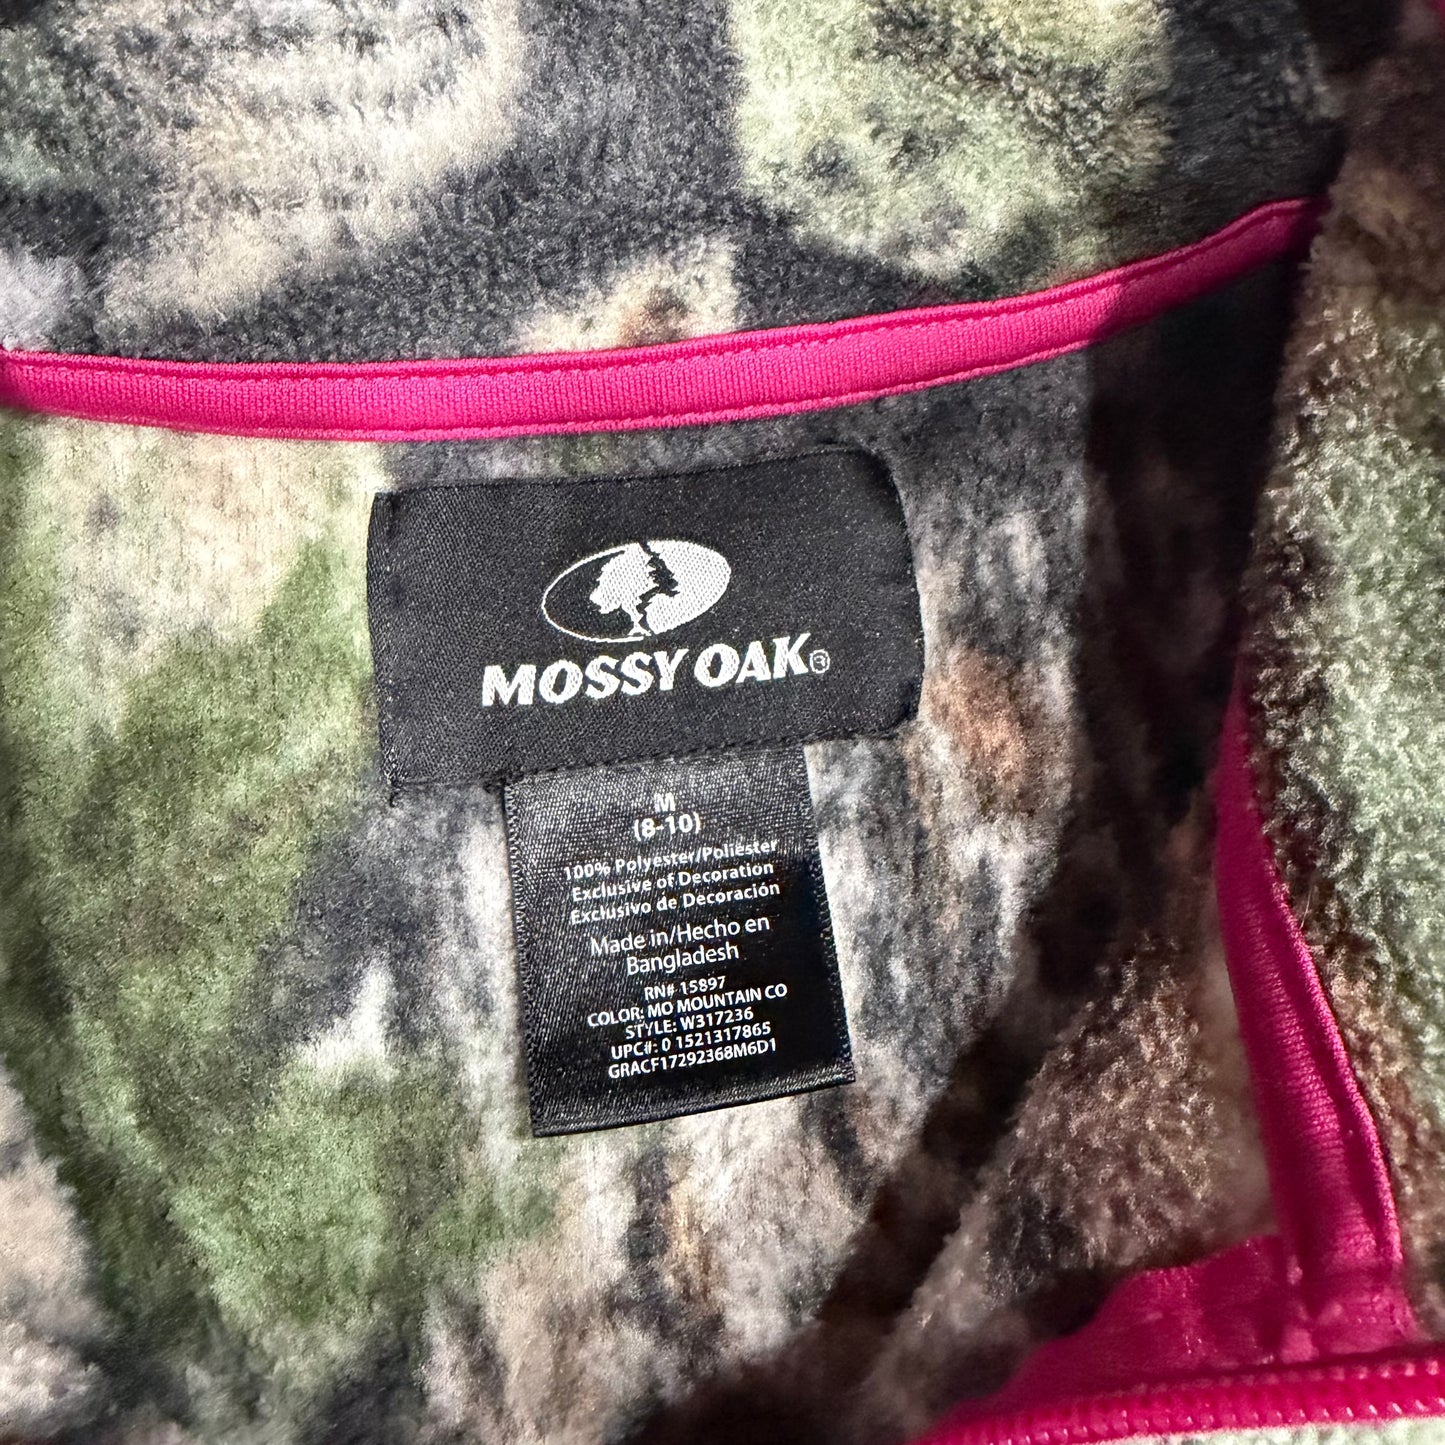 MOSSY OAK®
M
(8-10)
100% Polyester/Poliéster
Exclusive of Decoration
Exclusivo de Decoración
Made in/Hecho en
Bangladesh
RN# 15897
COLOR: MO MOUNTAIN CO
STYLE: W317236
UPC#: 0 1521317865
GRACF17292368M6D1